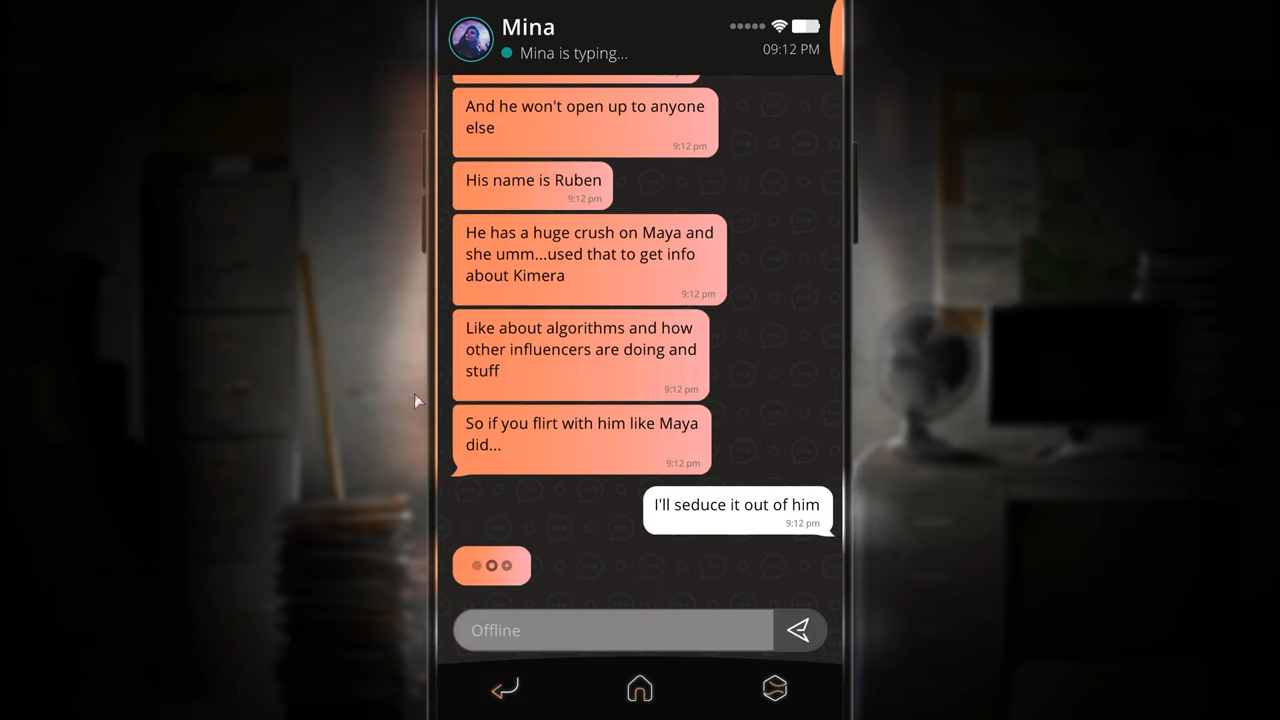 Mina
Mina is typing...
09:12 PM
And he won't open up to anyone
else
9:12 pm
His name is Ruben
9:12 pm
He has a huge crush on Maya and
she umm...used that to get info
about Kimera
9:12 pm
Like about algorithms and how
other influencers are doing and
stuff
9:12 pm
So if you flirt with him like Maya
did...
9:12 pm
I'll seduce it out of him
9:12 pm
Offline